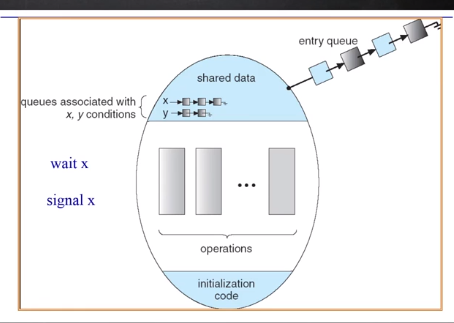 entry queue
shared data
queues associated with
x, y conditions
x
y
wait x
signal x
operations
initialization
code